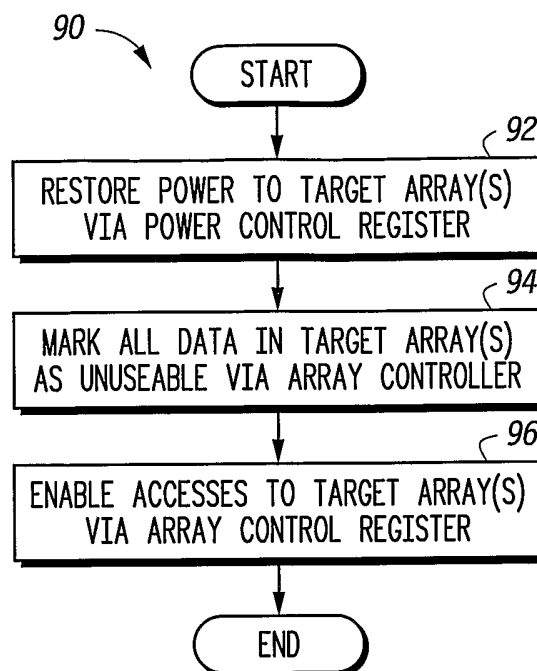 90
START
92
RESTORE POWER TO TARGET ARRAY(S)
VIA POWER CONTROL REGISTER
94
MARK ALL DATA IN TARGET ARRAY(S)
AS UNUSEABLE VIA ARRAY CONTROLLER
96
ENABLE ACCESSES TO TARGET ARRAY(S)
VIA ARRAY CONTROL REGISTER
END